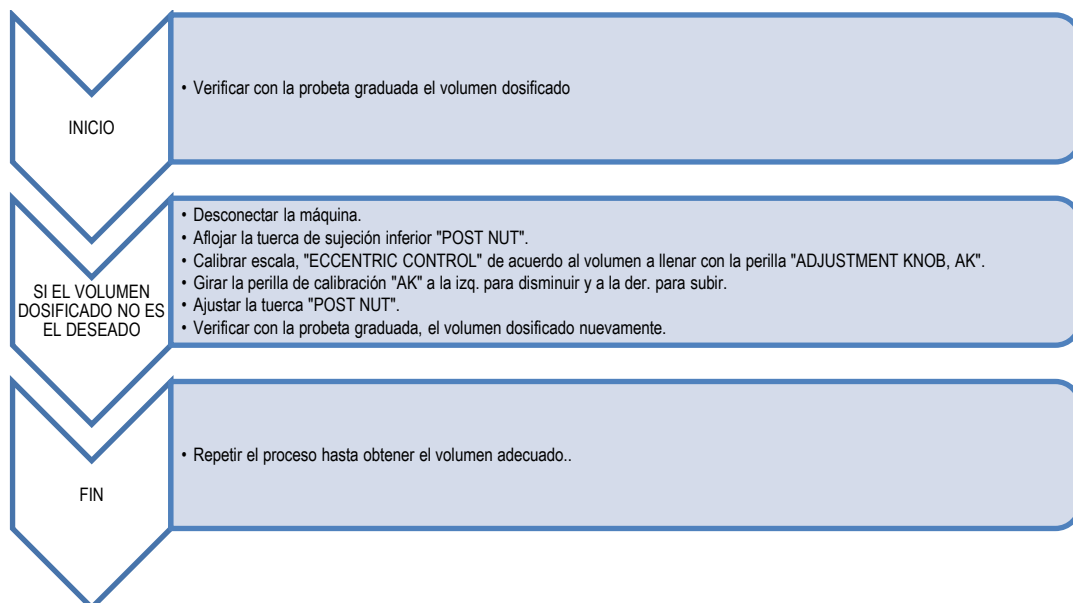 INICIO
• Verificar con la probeta graduada el volumen dosificado
SI EL VOLUMEN
DOSIFICADO NO ES
EL DESEADO
• Desconectar la máquina.
• Aflojar la tuerca de sujeción inferior "POST NUT".
• Calibrar escala, "ECCENTRIC CONTROL" de acuerdo al volumen a llenar con la perilla "ADJUSTMENT KNOB, AK".
• Girar la perilla de calibración "AK" a la izq. para disminuir y a la der. para subir.
• Ajustar la tuerca "POST NUT".
• Verificar con la probeta graduada, el volumen dosificado nuevamente.
FIN
• Repetir el proceso hasta obtener el volumen adecuado..